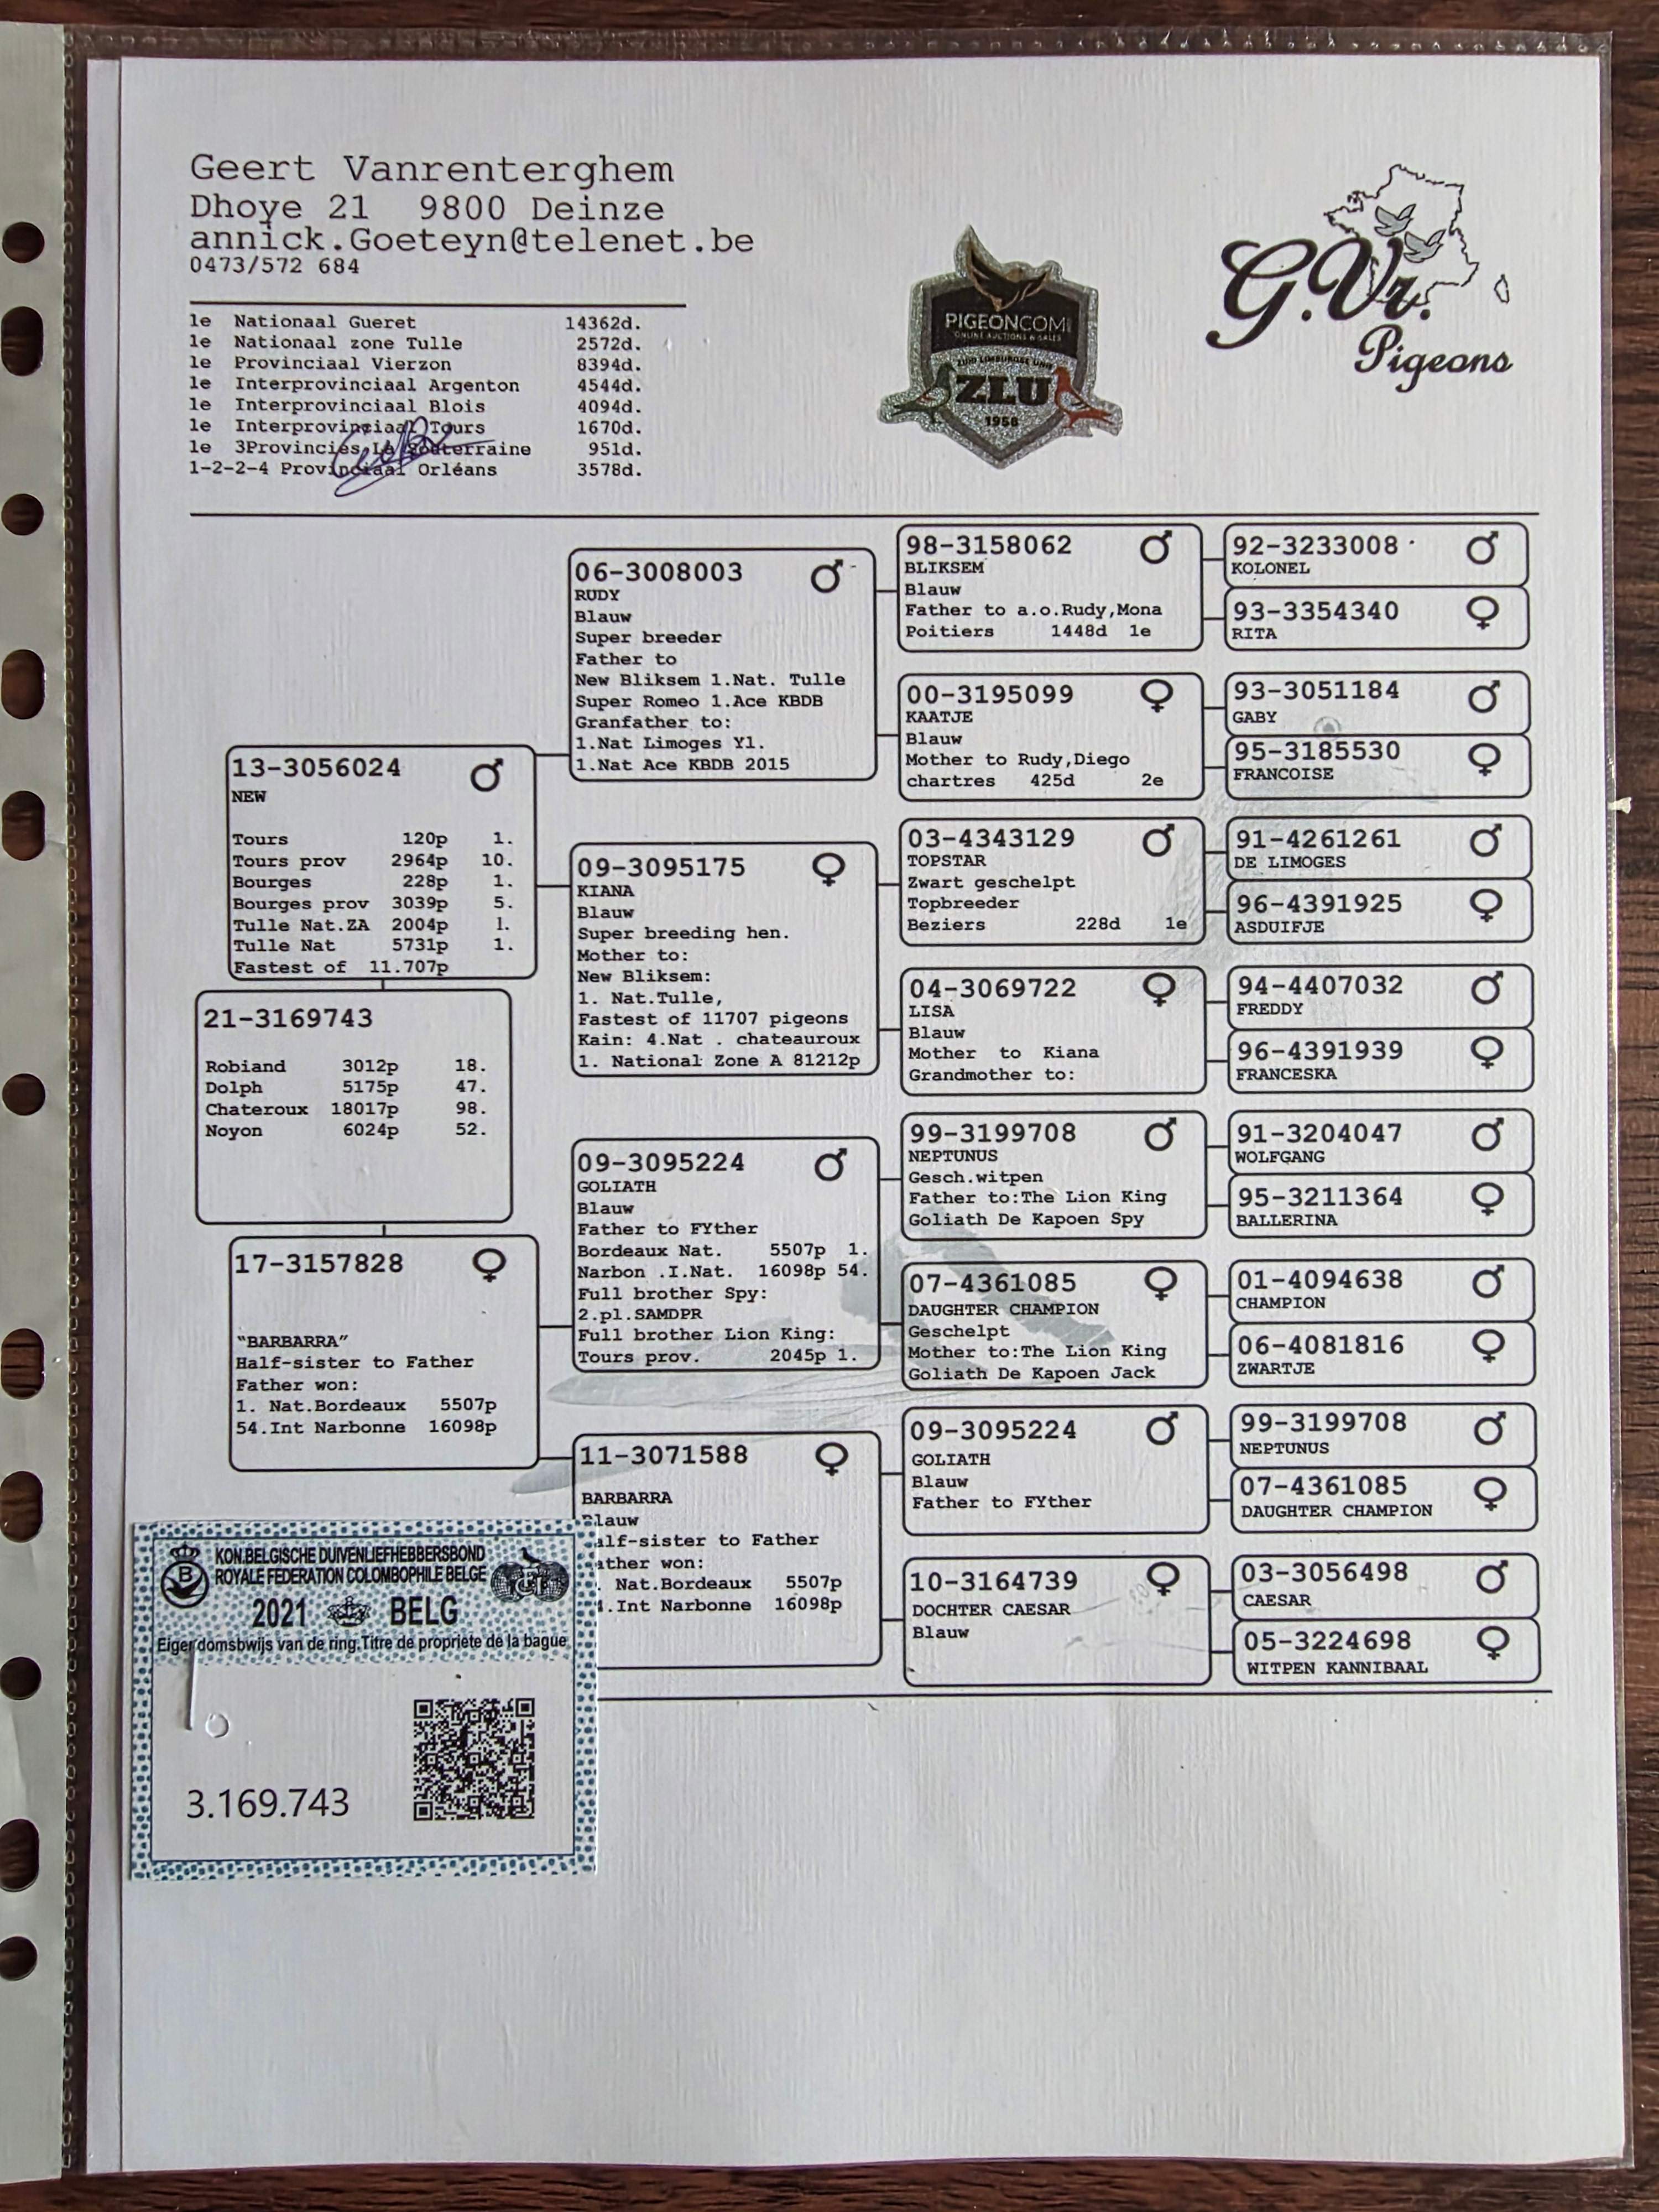 Geert Vanrenterghem
Dhoye 21  9800 Deinze
annick.Goeteyn@telenet.be
0473/572 684
1e Nationaal Gueret 14362d.
1e Nationaal zone Tulle 2572d.
1e Provinciaal Vierzon 8394d.
1e Interprovinciaal Argenton 4544d.
1e Interprovinciaal Blois 4094d.
1e Interprovinciaal Tours 1670d.
1e 3Provincies La Souterraine 951d.
1-2-2-4 Provinciaal Orléans 3578d.
PIGEONCOM
ONLINE AUCTIONS & SALES
ZUID LIMBURGSE UNIE
ZLU
1958
G.Vr.
Pigeons
13-3056024 ♂
NEW
Tours 120p 1.
Tours prov 2964p 10.
Bourges 228p 1.
Bourges prov 3039p 5.
Tulle Nat.ZA 2004p 1.
Tulle Nat 5731p 1.
Fastest of 11.707p
21-3169743
Robiand 3012p 18.
Dolph 5175p 47.
Chateroux 18017p 98.
Noyon 6024p 52.
17-3157828 ♀
"BARBARRA"
Half-sister to Father
Father won:
1. Nat.Bordeaux 5507p
54.Int Narbonne 16098p
06-3008003 ♂
RUDY
Blauw
Super breeder
Father to
New Bliksem 1.Nat. Tulle
Super Romeo 1.Ace KBDB
Granfather to:
1.Nat Limoges Yl.
1.Nat Ace KBDB 2015
09-3095175 ♀
KIANA
Blauw
Super breeding hen.
Mother to:
New Bliksem:
1. Nat.Tulle,
Fastest of 11707 pigeons
Kain: 4.Nat . chateauroux
1. National Zone A 81212p
09-3095224 ♂
GOLIATH
Blauw
Father to FYther
Bordeaux Nat. 5507p 1.
Narbon .I.Nat. 16098p 54.
Full brother Spy:
2.pl.SAMDPR
Full brother Lion King:
Tours prov. 2045p 1.
11-3071588 ♀
BARBARRA
Blauw
alf-sister to Father
ather won:
. Nat.Bordeaux 5507p
.Int Narbonne 16098p
98-3158062 ♂
BLIKSEM
Blauw
Father to a.o.Rudy,Mona
Poitiers 1448d 1e
00-3195099 ♀
KAATJE
Blauw
Mother to Rudy,Diego
chartres 425d 2e
03-4343129 ♂
TOPSTAR
Zwart geschelpt
Topbreeder
Beziers 228d 1e
04-3069722 ♀
LISA
Blauw
Mother to Kiana
Grandmother to:
99-3199708 ♂
NEPTUNUS
Gesch.witpen
Father to:The Lion King
Goliath De Kapoen Spy
07-4361085 ♀
DAUGHTER CHAMPION
Geschelpt
Mother to:The Lion King
Goliath De Kapoen Jack
09-3095224 ♂
GOLIATH
Blauw
Father to FYther
10-3164739 ♀
DOCHTER CAESAR
Blauw
92-3233008 ♂
KOLONEL
93-3354340 ♀
RITA
93-3051184 ♂
GABY
95-3185530 ♀
FRANCOISE
91-4261261 ♂
DE LIMOGES
96-4391925 ♀
ASDUIFJE
94-4407032 ♂
FREDDY
96-4391939 ♀
FRANCESKA
91-3204047 ♂
WOLFGANG
95-3211364 ♀
BALLERINA
01-4094638 ♂
CHAMPION
06-4081816 ♀
ZWARTJE
99-3199708 ♂
NEPTUNUS
07-4361085 ♀
DAUGHTER CHAMPION
03-3056498 ♂
CAESAR
05-3224698 ♀
WITPEN KANNIBAAL
KON.BELGISCHE DUIVENLIEFHEBBERSBOND
ROYALE FEDERATION COLOMBOPHILE BELGE
B
2021 BELG
Eigendomsbwijs van de ring.Titre de propriete de la bague
3.169.743